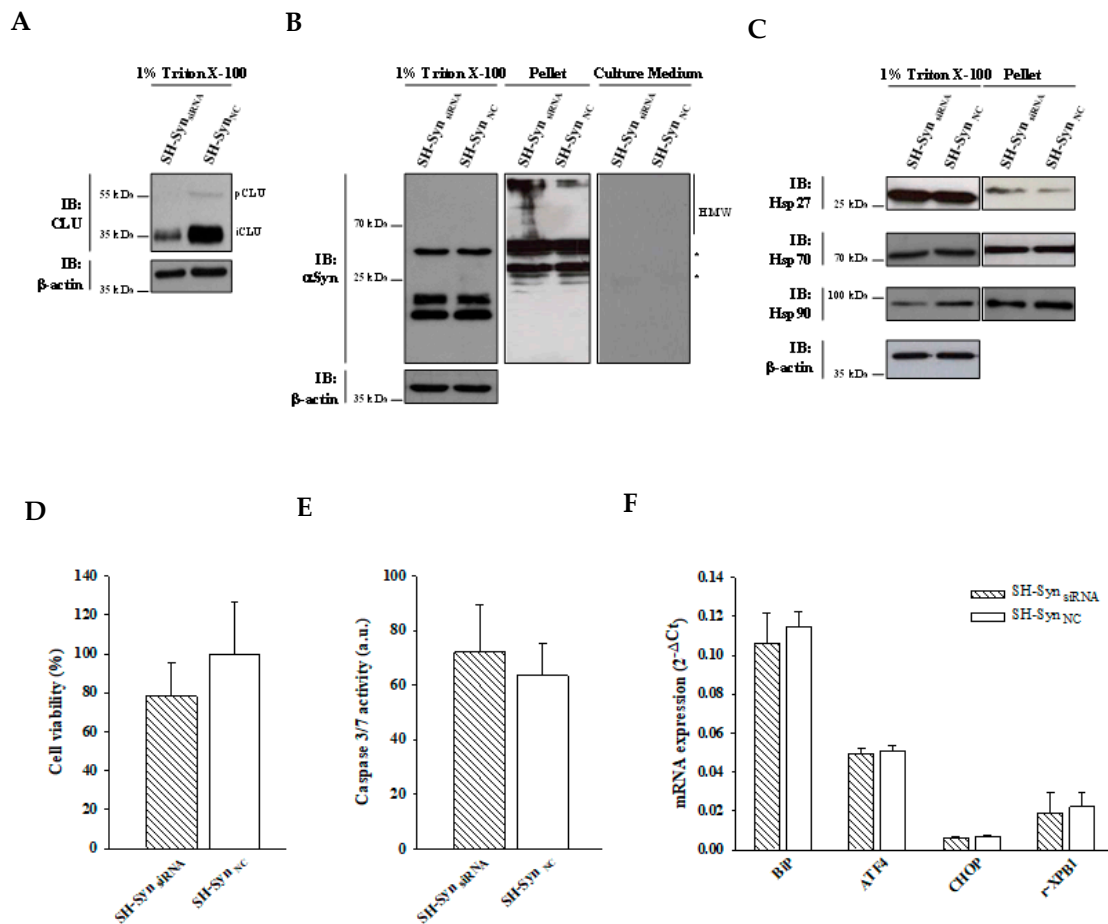 A
1% Triton X-100
SH-Syn siRNA
SH-Syn NC
IB:
CLU
55 kDa
35 kDa
pCLU
iCLU
IB:
β-actin
35 kDa
B
1% Triton X-100
Pellet
Culture Medium
SH-Syn siRNA
SH-Syn NC
SH-Syn siRNA
SH-Syn NC
SH-Syn siRNA
SH-Syn NC
IB:
αSyn
70 kDa
25 kDa
HMW
*
*
IB:
β-actin
35 kDa
C
1% Triton X-100
Pellet
SH-Syn siRNA
SH-Syn NC
SH-Syn siRNA
SH-Syn NC
IB:
Hsp27
25 kDa
IB:
Hsp70
70 kDa
IB:
Hsp90
100 kDa
IB:
β-actin
35 kDa
D
Cell viability (%)
140
120
100
80
60
40
20
0
SH-Syn siRNA
SH-Syn NC
E
Caspase 3/7 activity (a.u.)
100
80
60
40
20
0
SH-Syn siRNA
SH-Syn NC
F
mRNA expression (2-ΔCt)
0.14
0.12
0.10
0.08
0.06
0.04
0.02
0.00
SH-Syn siRNA
SH-Syn NC
BiP
ATF4
CHOP
r-XPB1